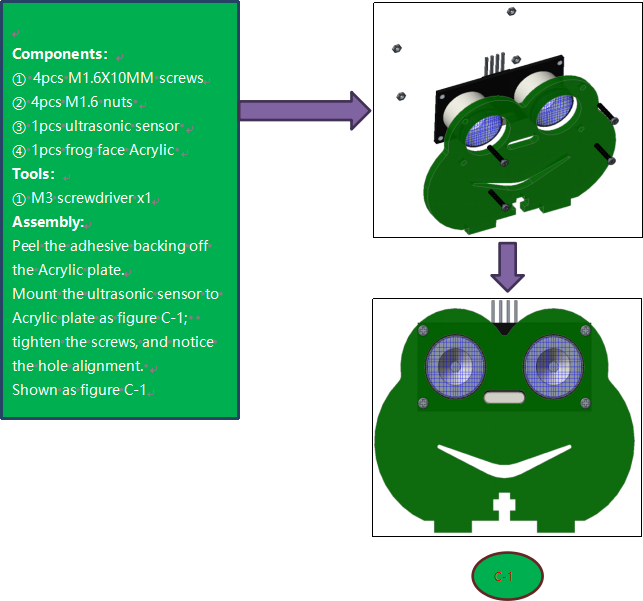 Components:
① 4pcs M1.6X10MM screws
② 4pcs M1.6 nuts
③ 1pcs ultrasonic sensor
④ 1pcs frog face Acrylic
Tools:
① M3 screwdriver x1
Assembly:
Peel the adhesive backing off
the Acrylic plate.
Mount the ultrasonic sensor to
Acrylic plate as figure C-1;
tighten the screws, and notice
the hole alignment.
Shown as figure C-1
C-1